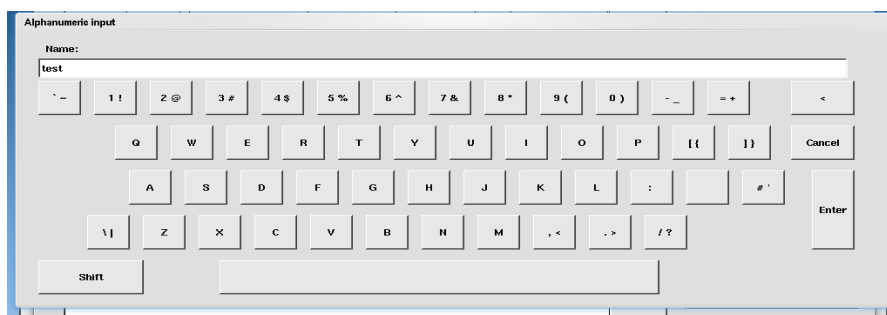 Alphanumeric input
Name:
test
` ~ 1 ! 2 @ 3 # 4 $ 5 % 6 ^ 7 & 8 * 9 ( 0 ) - _ = + <
Q W E R T Y U I O P [ { ] } Cancel
A S D F G H J K L : # '
Enter
\ | Z X C V B N M , < . > / ?
Shift